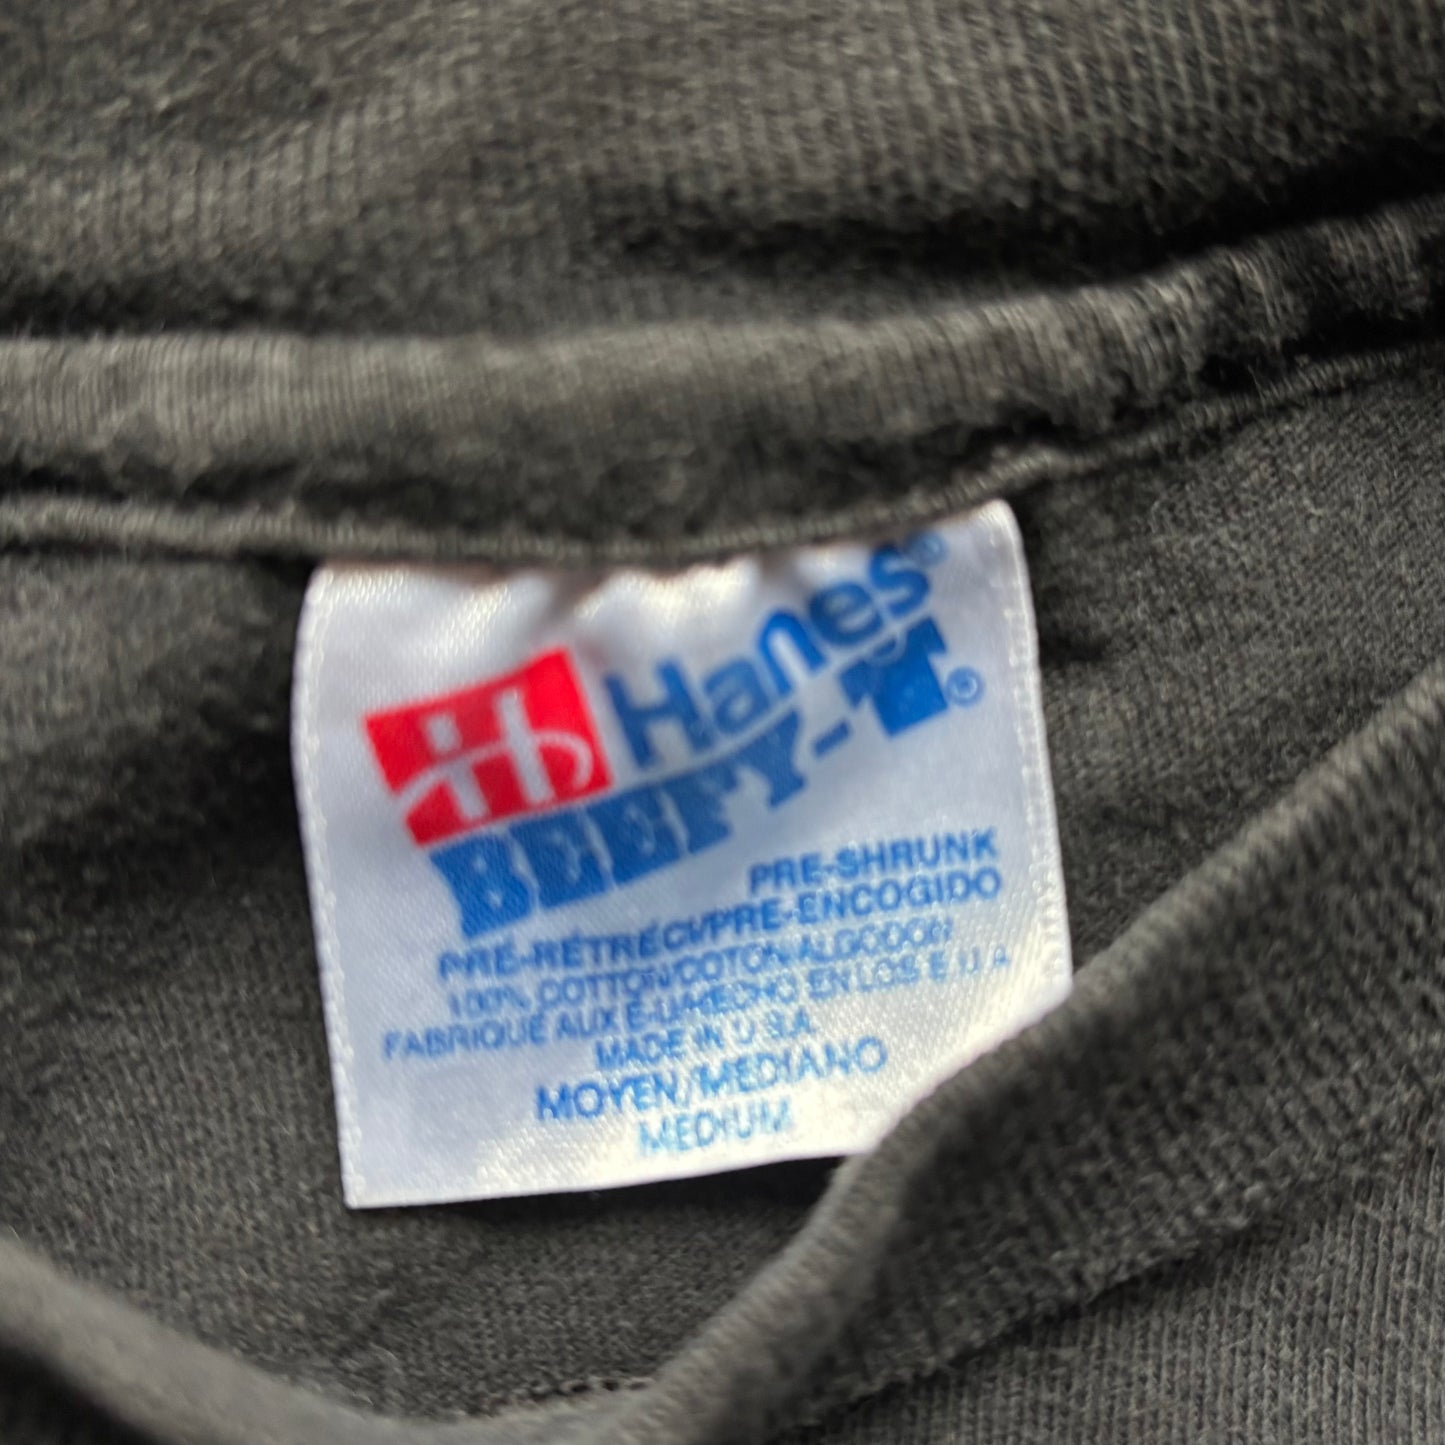 Hanes®
BEEFY-T®
PRE-SHRUNK
PRÉ-RÉTRÉCI/PRE-ENCOGIDO
100% COTTON/COTON/ALGODON
FABRIQUÉ AUX É-U/HECHO EN LOS E.U.A.
MADE IN U.S.A.
MOYEN/MEDIANO
MEDIUM